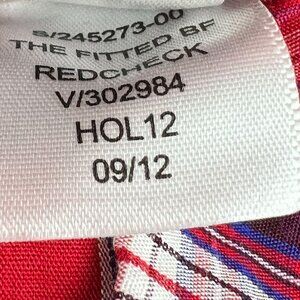 S/245273-00
THE FITTED BF
REDCHECK
V/302984
HOL12
09/12